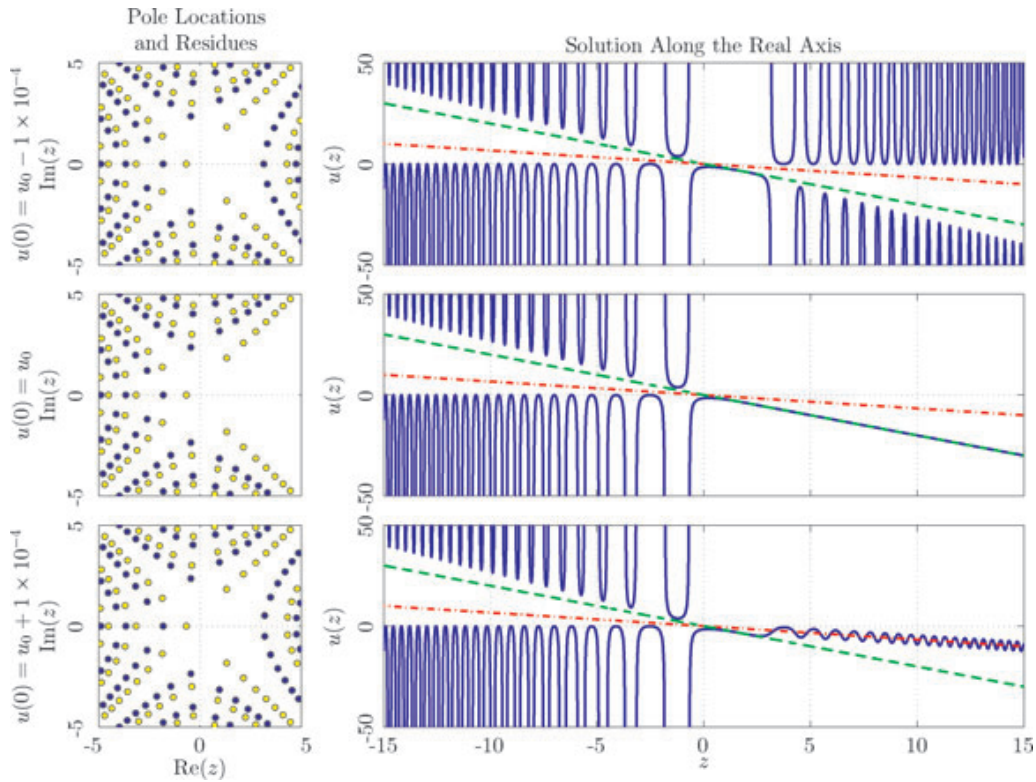 Pole Locations
and Residues
Solution Along the Real Axis
u(0) = u₀ − 1 × 10⁻⁴
Im(z)
5
0
-5
u(z)
50
0
-50
u(0) = u₀
Im(z)
5
0
-5
u(z)
50
0
-50
u(0) = u₀ + 1 × 10⁻⁴
Im(z)
5
0
-5
u(z)
50
0
-50
-5 0 5
Re(z)
-15 -10 -5 0 5 10 15
z